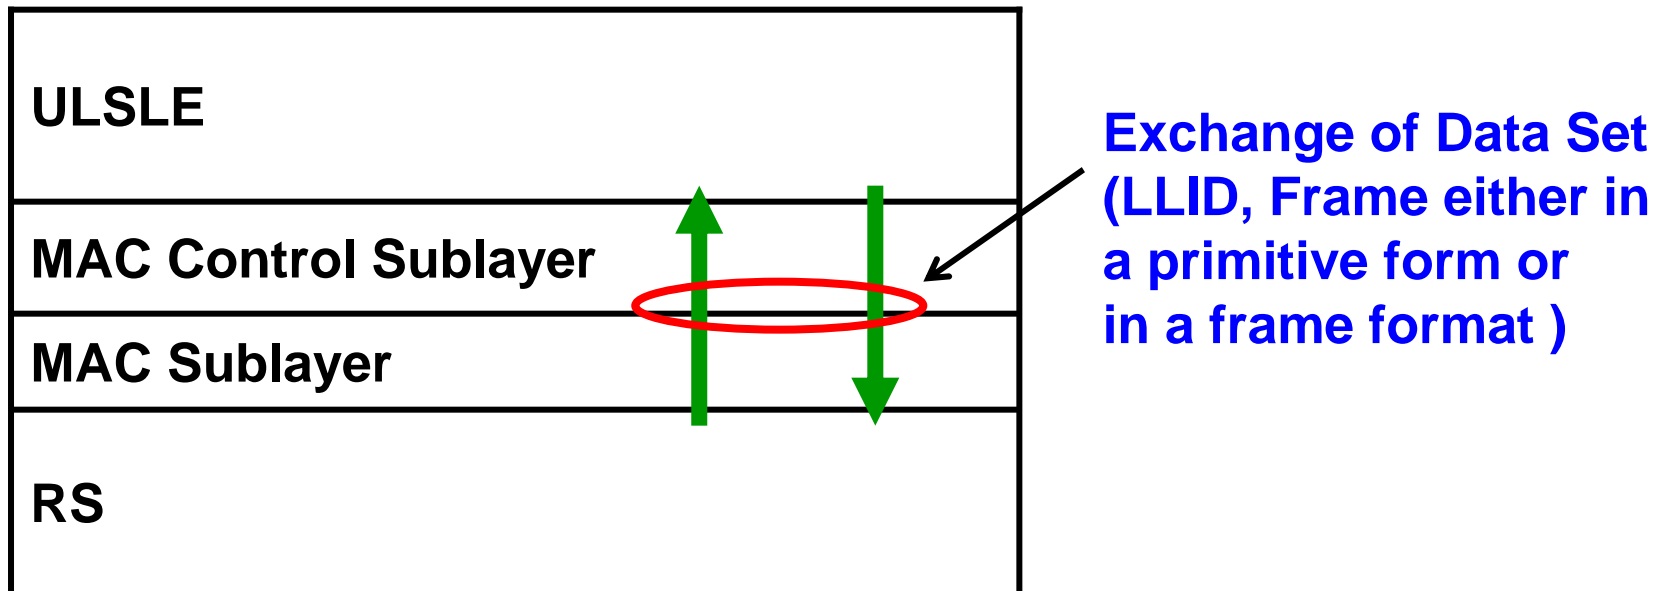 ULSLE
MAC Control Sublayer
MAC Sublayer
RS
Exchange of Data Set
(LLID, Frame either in
a primitive form or
in a frame format )